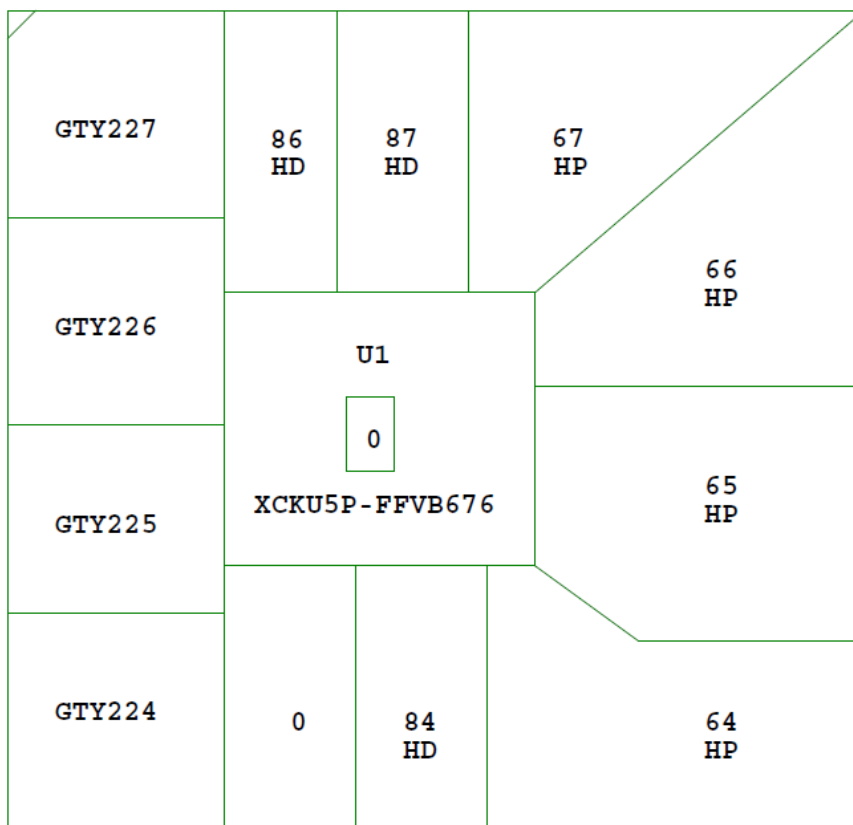 GTY227
86
HD
87
HD
67
HP
66
HP
GTY226
U1
0
XCKU5P-FFVB676
65
HP
GTY225
GTY224
0
84
HD
64
HP